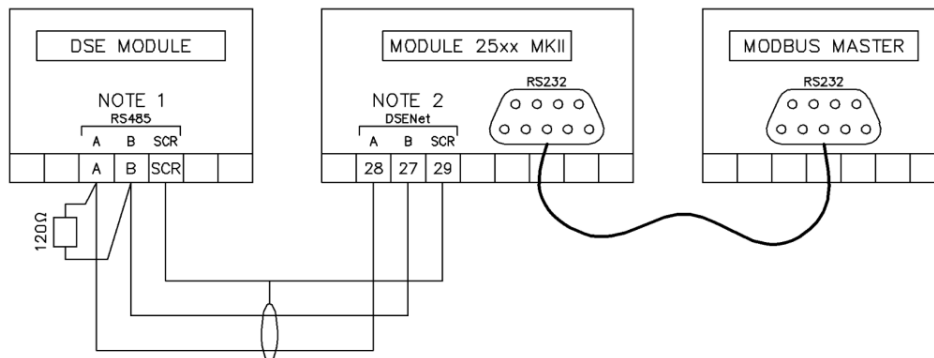 DSE MODULE
MODULE 25xx MKII
MODBUS MASTER
RS232
RS232
NOTE 1
NOTE 2
RS485
DSENet
A B SCR
A B SCR
A B SCR
28 27 29
120Ω